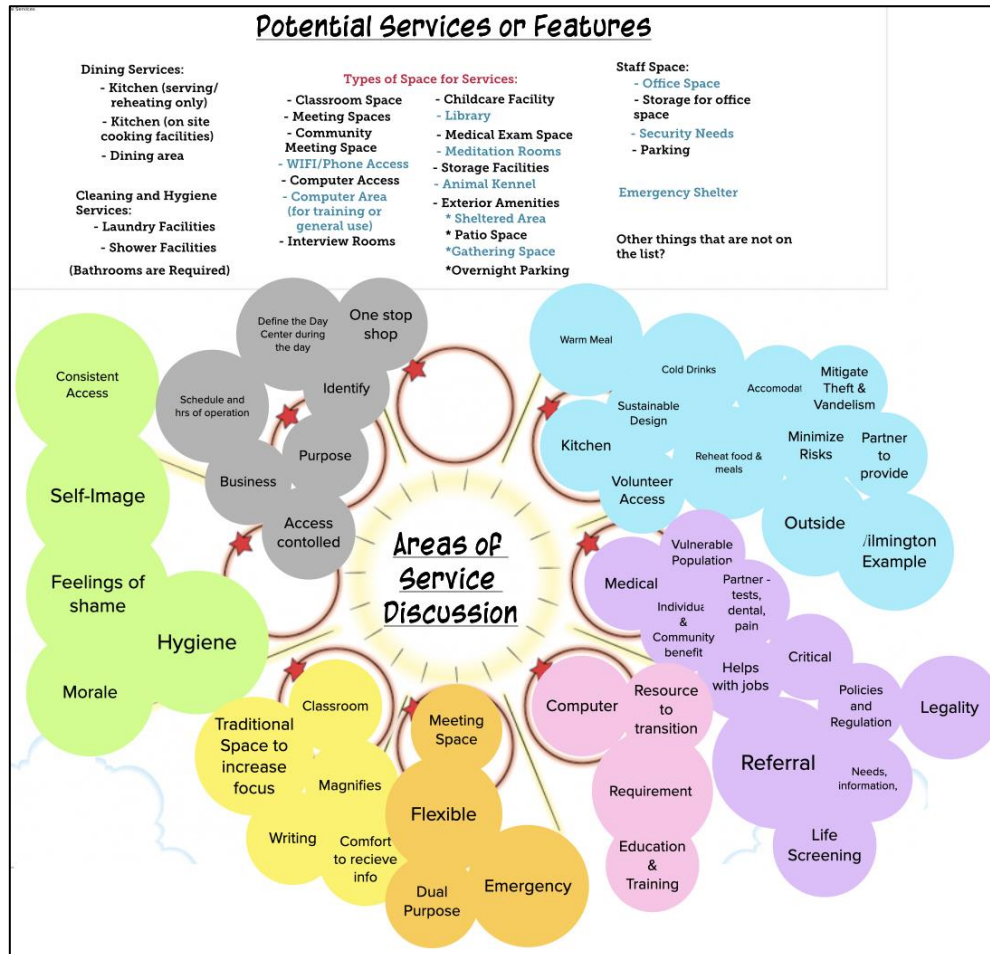 Services
Potential Services or Features
Dining Services:
- Kitchen (serving/
reheating only)
- Kitchen (on site
cooking facilities)
- Dining area
Cleaning and Hygiene
Services:
- Laundry Facilities
- Shower Facilities
(Bathrooms are Required)
Types of Space for Services:
- Classroom Space
- Meeting Spaces
- Community
Meeting Space
- WIFI/Phone Access
- Computer Access
- Computer Area
(for training or
general use)
- Interview Rooms
- Childcare Facility
- Library
- Medical Exam Space
- Meditation Rooms
- Storage Facilities
- Animal Kennel
- Exterior Amenities
* Sheltered Area
* Patio Space
*Gathering Space
*Overnight Parking
Staff Space:
- Office Space
- Storage for office
space
- Security Needs
- Parking
Emergency Shelter
Other things that are not on
the list?
Consistent
Access
Self-Image
Feelings of
shame
Hygiene
Morale
Define the Day
Center during
the day
One stop
shop
Schedule and
hrs of operation
Identify
Purpose
Business
Access
contolled
Warm Meal
Cold Drinks
Accomodat
Mitigate
Theft &
Vandelism
Sustainable
Design
Kitchen
Reheat food &
meals
Minimize
Risks
Partner
to
provide
Volunteer
Access
Outside
ilmington
Example
Areas of
Service
Discussion
Vulnerable
Population
Medical
Partner -
tests,
dental,
pain
Individua
&
Community
benefit
Helps
with jobs
Critical
Policies
and
Regulation
Legality
Referral
Needs,
information,
Life
Screening
Classroom
Traditional
Space to
increase
focus
Magnifies
Writing
Comfort
to recieve
info
Meeting
Space
Flexible
Dual
Purpose
Emergency
Computer
Resource
to
transition
Requirement
Education
&
Training